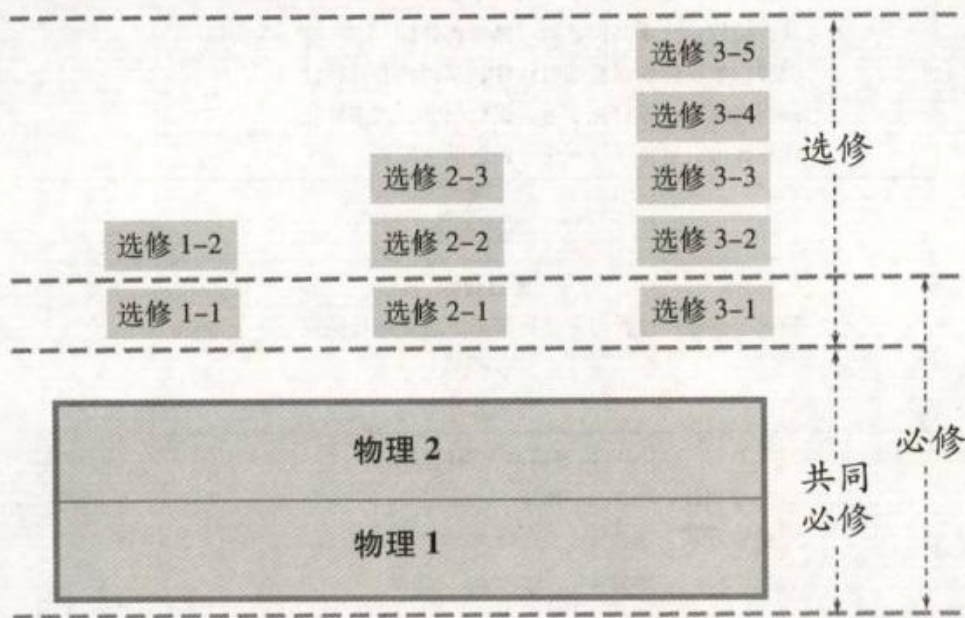 选修 3-5
选修 3-4
选修
选修 2-3
选修 3-3
选修 1-2
选修 2-2
选修 3-2
选修 1-1
选修 2-1
选修 3-1
物理 2
必修
共同
必修
物理 1